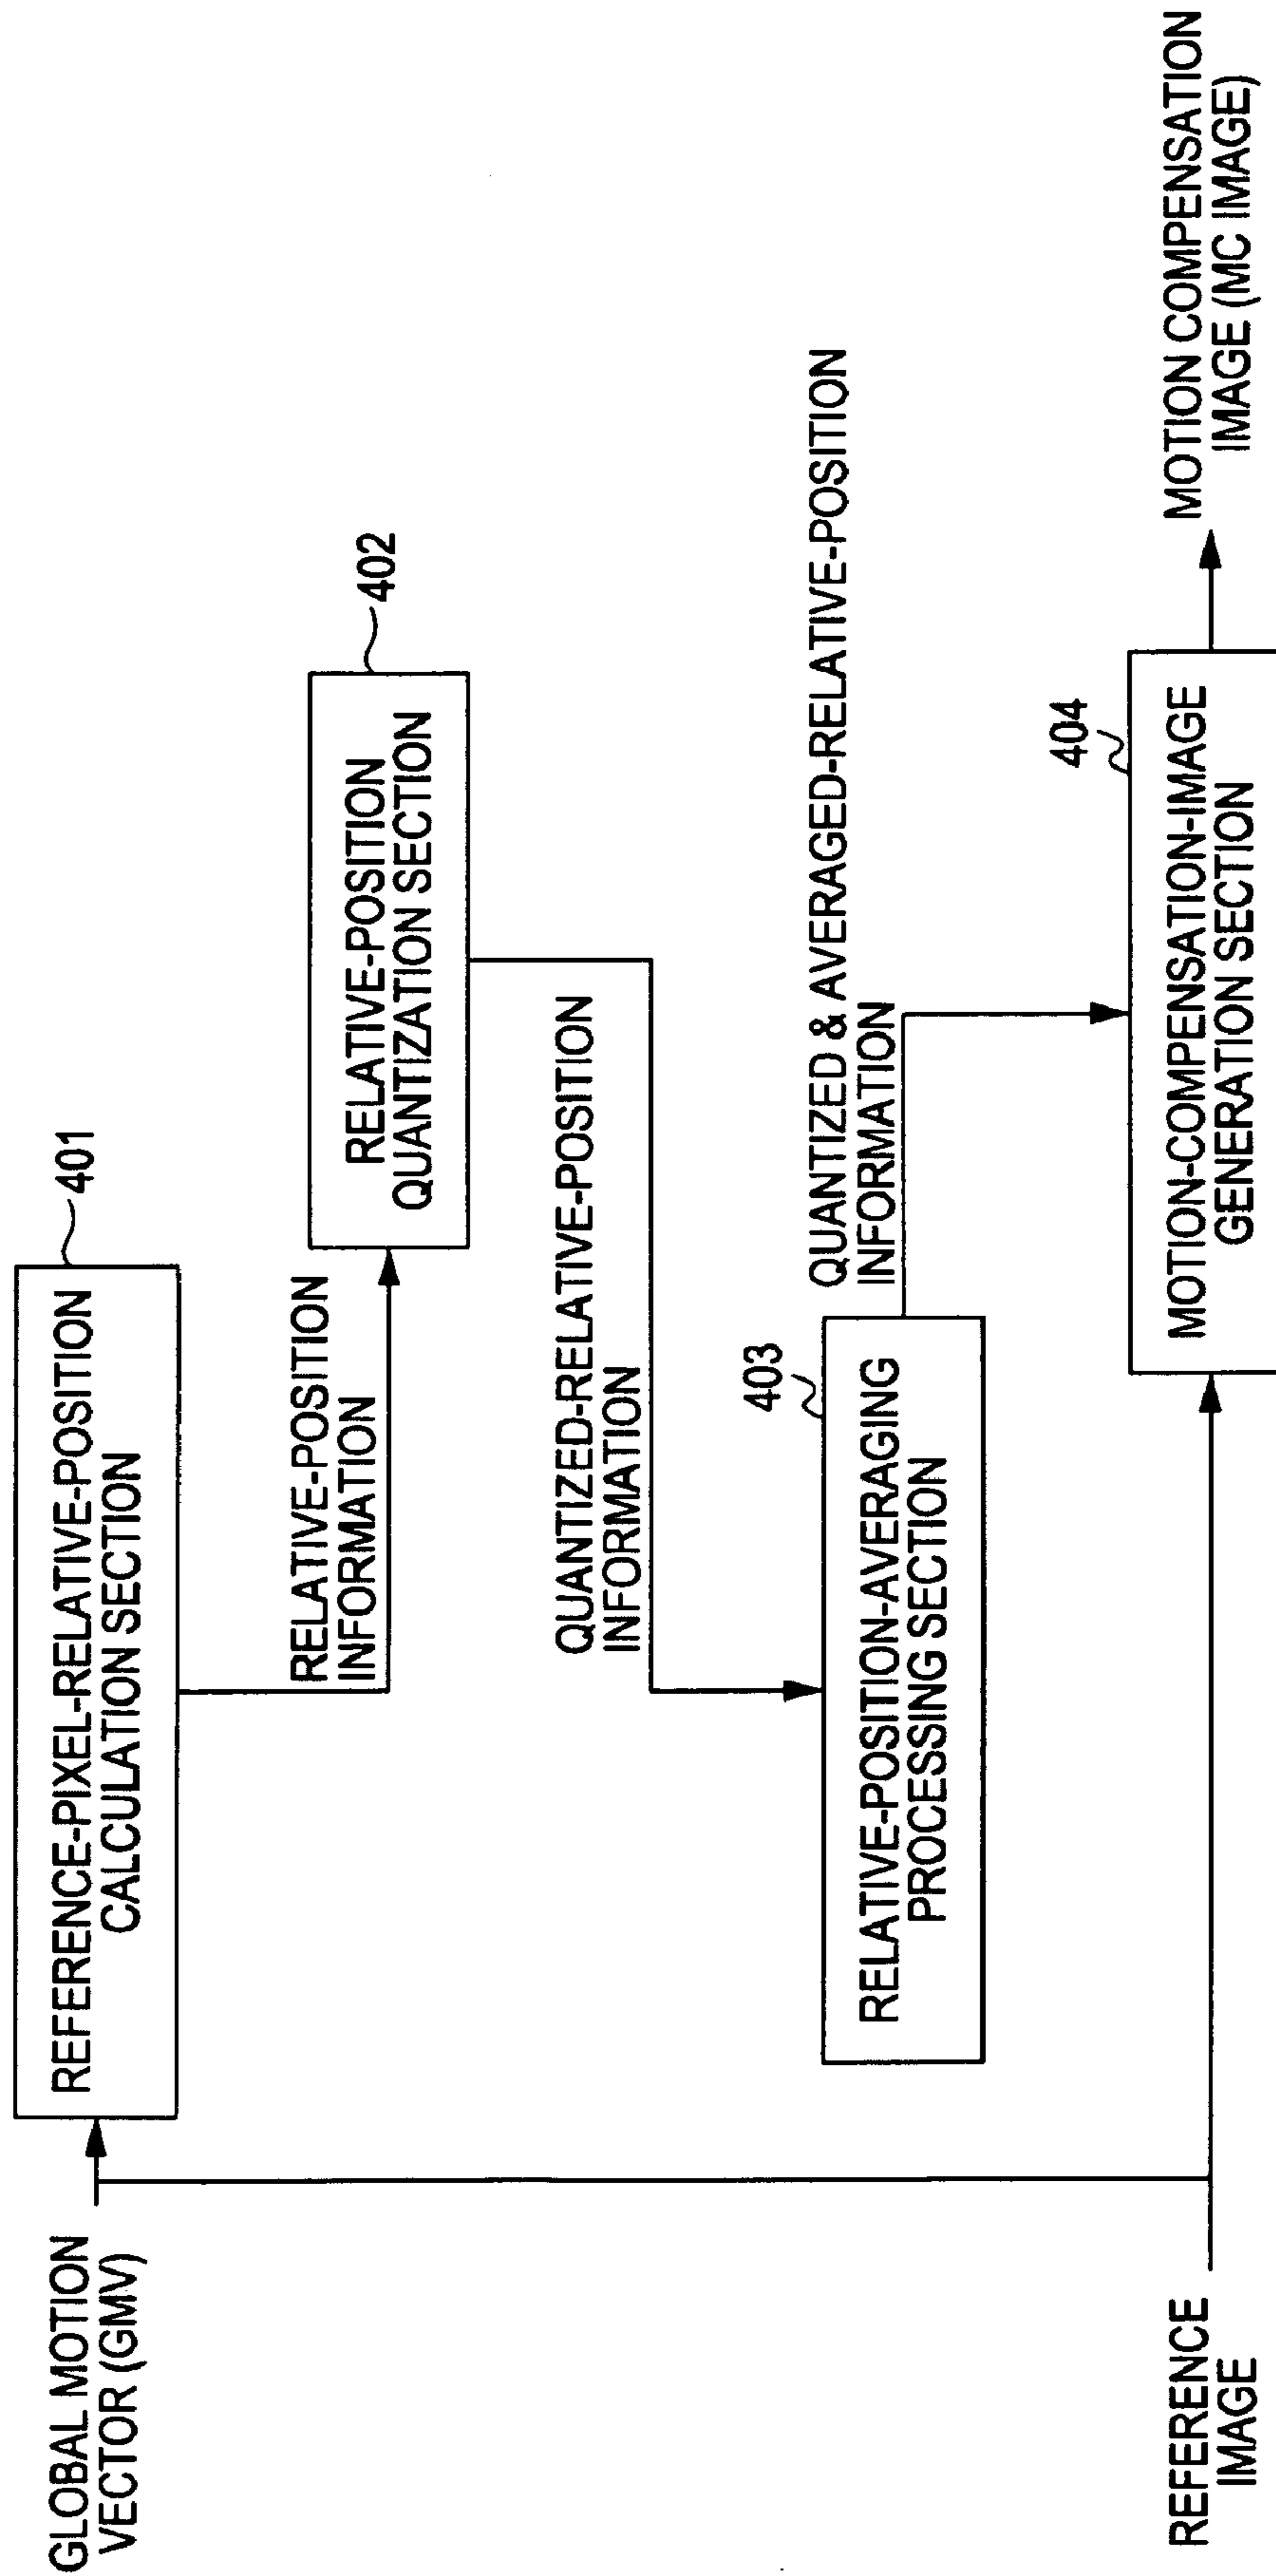 GLOBAL MOTION
VECTOR (GMV)
401
REFERENCE-PIXEL-RELATIVE-POSITION
CALCULATION SECTION
RELATIVE-POSITION
INFORMATION
402
RELATIVE-POSITION
QUANTIZATION SECTION
QUANTIZED-RELATIVE-POSITION
INFORMATION
403
RELATIVE-POSITION-AVERAGING
PROCESSING SECTION
QUANTIZED & AVERAGED-RELATIVE-POSITION
INFORMATION
404
MOTION-COMPENSATION-IMAGE
GENERATION SECTION
REFERENCE
IMAGE
MOTION COMPENSATION
IMAGE (MC IMAGE)